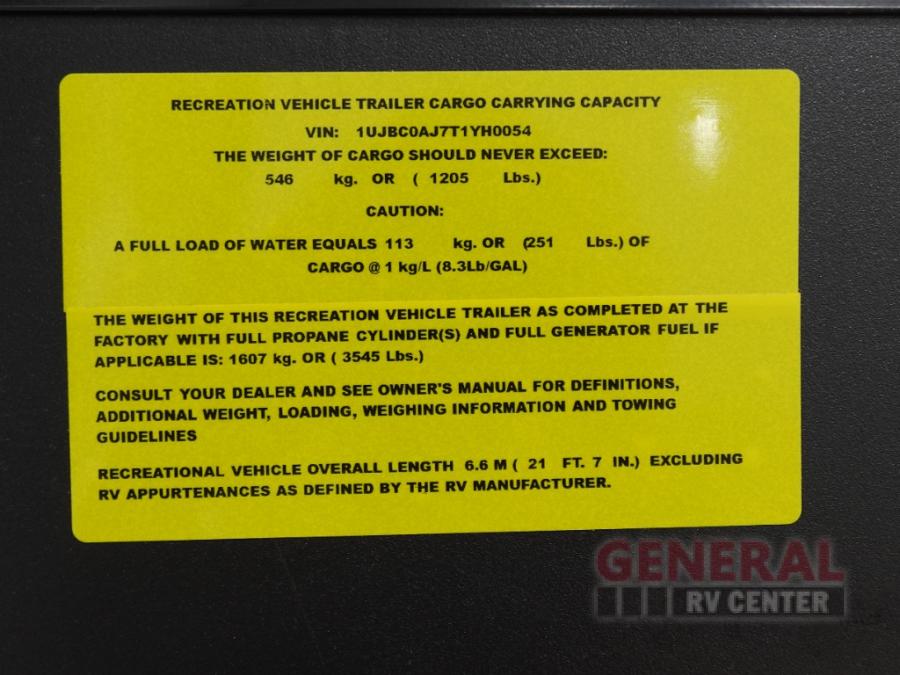 RECREATION VEHICLE TRAILER CARGO CARRYING CAPACITY
VIN: 1UJBC0AJ7T1YH0054
THE WEIGHT OF CARGO SHOULD NEVER EXCEED:
546 kg. OR ( 1205 Lbs.)
CAUTION:
A FULL LOAD OF WATER EQUALS 113 kg. OR (251 Lbs.) OF
CARGO @ 1 kg/L (8.3Lb/GAL)
THE WEIGHT OF THIS RECREATION VEHICLE TRAILER AS COMPLETED AT THE
FACTORY WITH FULL PROPANE CYLINDER(S) AND FULL GENERATOR FUEL IF
APPLICABLE IS: 1607 kg. OR ( 3545 Lbs.)
CONSULT YOUR DEALER AND SEE OWNER'S MANUAL FOR DEFINITIONS,
ADDITIONAL WEIGHT, LOADING, WEIGHING INFORMATION AND TOWING
GUIDELINES
RECREATIONAL VEHICLE OVERALL LENGTH 6.6 M ( 21 FT. 7 IN.) EXCLUDING
RV APPURTENANCES AS DEFINED BY THE RV MANUFACTURER.
GENERAL
RV CENTER